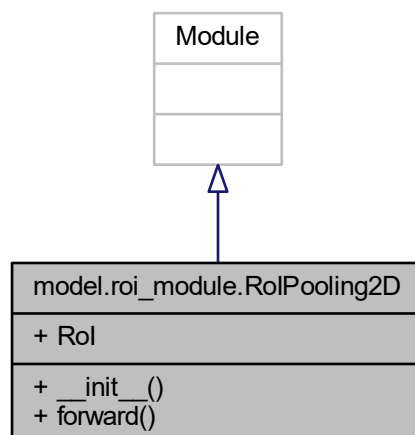 Module
model.roi_module.RoIPooling2D
+ RoI
+ __init__()
+ forward()